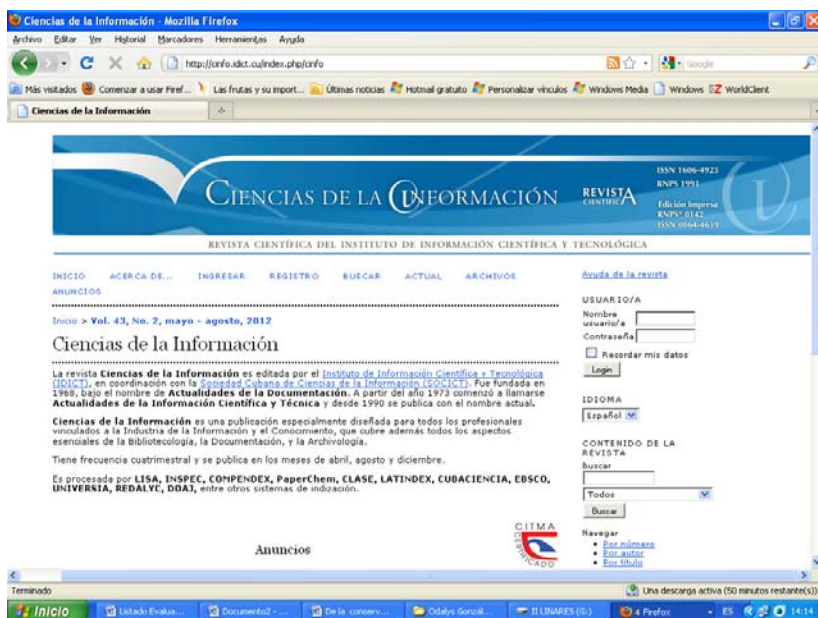 Ciencias de la Información - Mozilla Firefox
Archivo Editar Ver Historial Marcadores Herramientas Ayuda
http://cinfo.idict.cu/index.php/cinfo
Google
Más visitados Comenzar a usar Firef... Las frutas y su import... Últimas noticias Hotmail gratuito Personalizar vínculos Windows Media Windows WorldClient
Ciencias de la Información
CIENCIAS DE LA INFORMACIÓN
REVISTA CIENTÍFICA
ISSN 1606-4925
RNPS 1991
Edición Impresa
RNPS* 0142
ISSN 0864-4659
REVISTA CIENTÍFICA DEL INSTITUTO DE INFORMACIÓN CIENTÍFICA Y TECNOLÓGICA
INICIO ACERCA DE... INGRESAR REGISTRO BUSCAR ACTUAL ARCHIVOS
ANUNCIOS
Inicio > Vol. 43, No. 2, mayo - agosto, 2012
Ciencias de la Información
La revista Ciencias de la Información es editada por el Instituto de Información Científica y Tecnológica
(IDICT), en coordinación con la Sociedad Cubana de Ciencias de la Información (SOCICT). Fue fundada en
1968, bajo el nombre de Actualidades de la Documentación. A partir del año 1973 comenzó a llamarse
Actualidades de la Información Científica y Técnica y desde 1990 se publica con el nombre actual.
Ciencias de la Información es una publicación especialmente diseñada para todos los profesionales
vinculados a la Industria de la Información y el Conocimiento, que cubre además todos los aspectos
esenciales de la Bibliotecología, la Documentación, y la Archivología.
Tiene frecuencia cuatrimestral y se publica en los meses de abril, agosto y diciembre.
Es procesada por LISA, INSPEC, COMPENDEX, PaperChem, CLASE, LATINDEX, CUBACIENCIA, EBSCO,
UNIVERSIA, REDALYC, DOAJ, entre otros sistemas de indización.
CITMA
CERTIFICADO
Anuncios
Ayuda de la revista
USUARIO/A
Nombre
usuario/a
Contraseña
Recordar mis datos
Login
IDIOMA
Español
CONTENIDO DE LA
REVISTA
Buscar
Todos
Buscar
Navegar
Por número
Por autor
Por título
Terminado
Una descarga activa (50 minutos restante(s))
Inicio Listado Evalua... Documento2 - ... De la conserv... Odalys Gonzál... II LINARES (G:) 4 Firefox ES 14:14